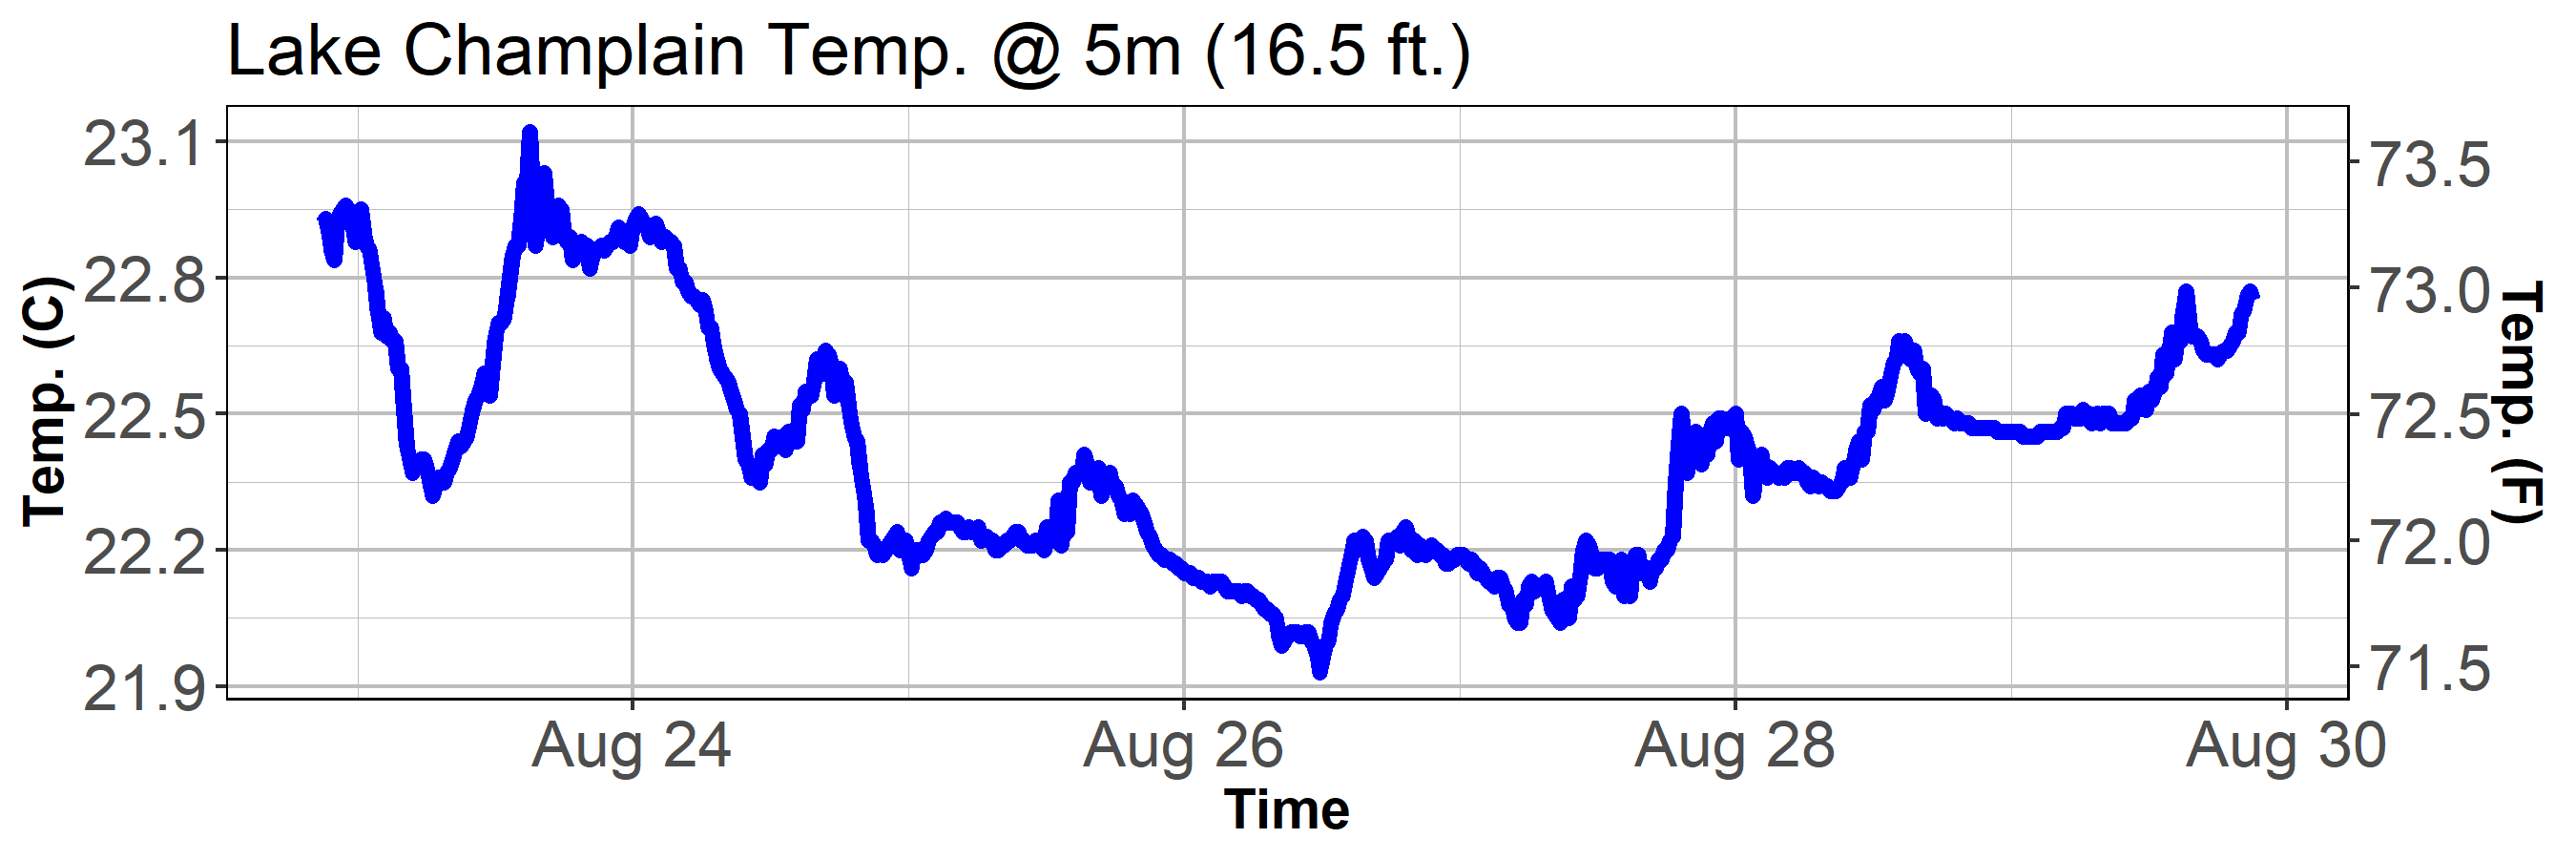 Lake Champlain Temp. @ 5m (16.5 ft.)
Temp. (C)
23.1
22.8
22.5
22.2
21.9
73.5
73.0
72.5
72.0
71.5
Temp. (F)
Aug 24 Aug 26 Aug 28 Aug 30
Time